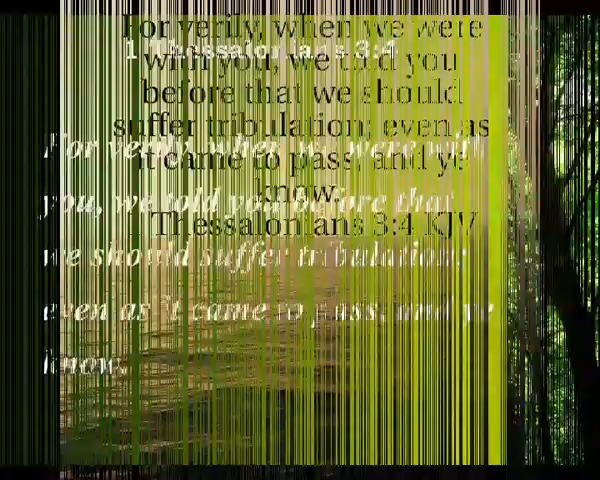 For verily, when we were
with you, we told you
before that we should
suffer tribulation; even as
it came to pass, and ye
know.
1 Thessalonians 3:4 KJV
1 Thessalonians 3:4
For verily, when we were with
you, we told you before that
we should suffer tribulation;
even as it came to pass, and ye
know.